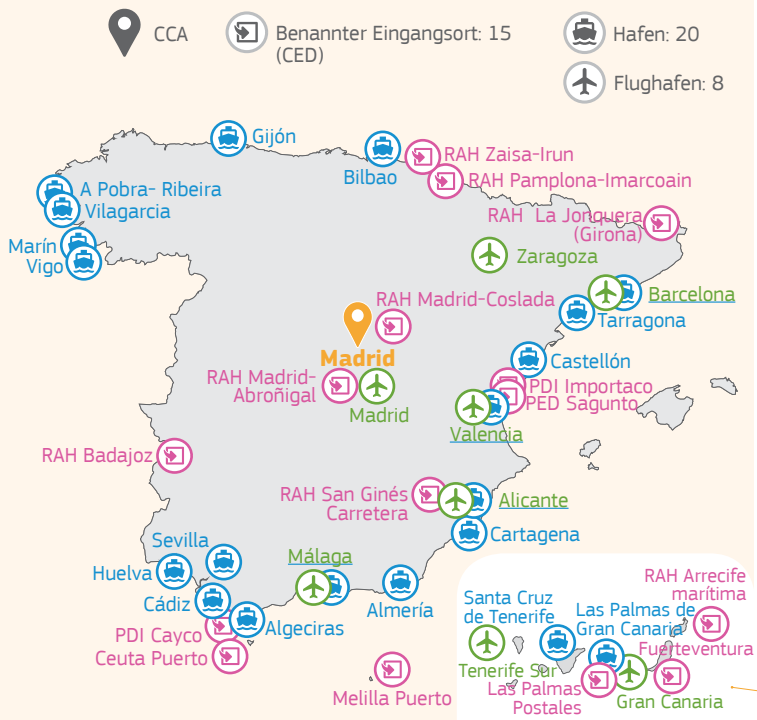 CCA
Benannter Eingangsort: 15
(CED)
Hafen: 20
Flughafen: 8
Gijón
Bilbao
RAH Zaisa-Irun
RAH Pamplona-Imarcoain
A Pobra- Ribeira
Vilagarcia
RAH La Jonquera
(Girona)
Marín
Vigo
Zaragoza
Barcelona
RAH Madrid-Coslada
Tarragona
Madrid
Castellón
RAH Madrid-
Abroñigal
PDI Importaco
PED Sagunto
Madrid
Valencia
RAH Badajoz
RAH San Ginés
Carretera
Alicante
Cartagena
Sevilla
Málaga
Huelva
Cádiz
Almería
Algeciras
PDI Cayco
Ceuta Puerto
Melilla Puerto
RAH Arrecife
marítima
Santa Cruz
de Tenerife
Las Palmas de
Gran Canaria
Fuerteventura
Tenerife Sur
Las Palmas
Postales
Gran Canaria